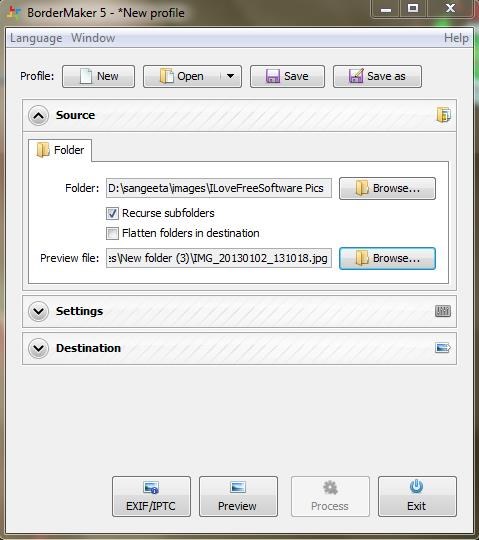 BorderMaker 5 - *New profile
Language Window Help
Profile: New Open Save Save as
Source
Folder
Folder: D:\sangeeta\images\ILoveFreeSoftware Pics Browse...
Recurse subfolders
Flatten folders in destination
Preview file: es\New folder (3)\IMG_20130102_131018.jpg Browse...
Settings
Destination
EXIF/IPTC Preview Process Exit